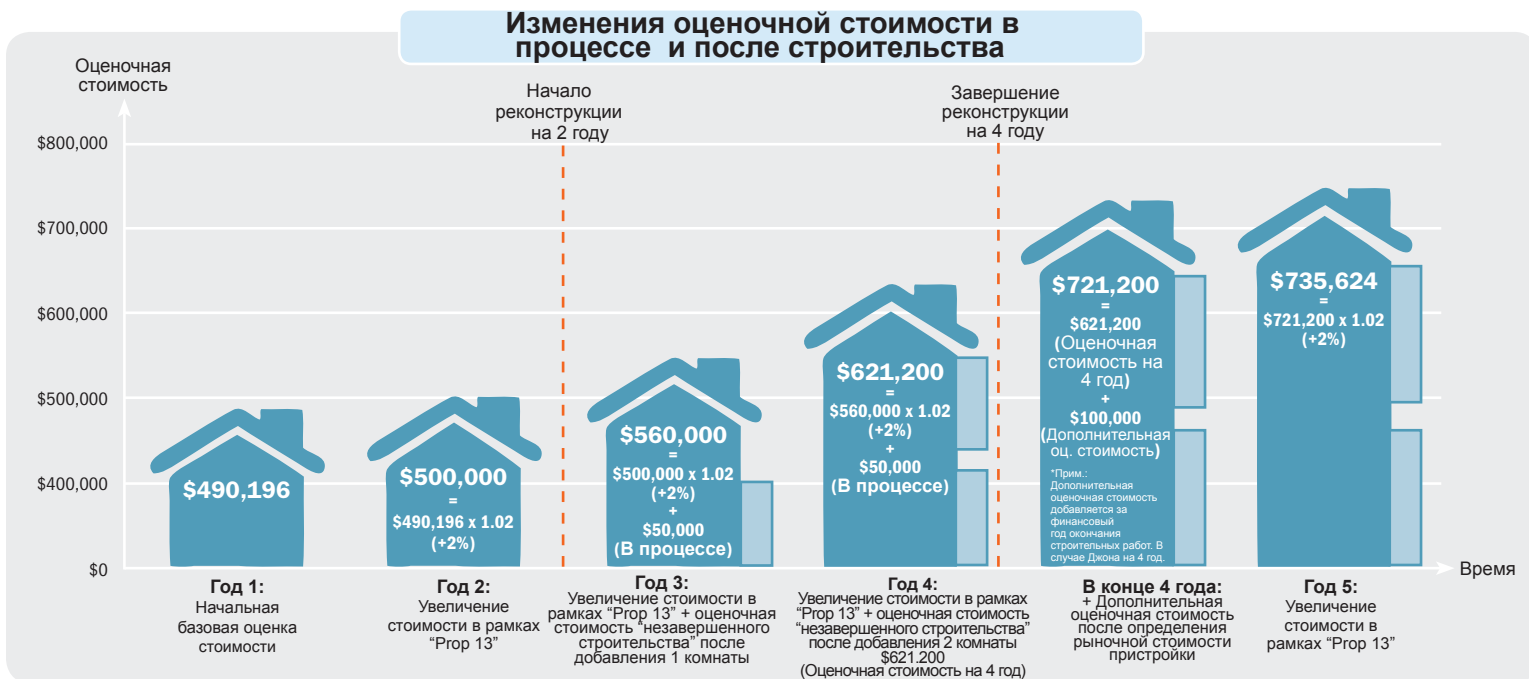 Изменения оценочной стоимости в
процессе и после строительства
Оценочная
стоимость
Начало
реконструкции
на 2 году
Завершение
реконструкции
на 4 году
$800,000
$700,000
$600,000
$500,000
$400,000
$0
$490,196
$500,000
=
$490,196 x 1.02
(+2%)
$560,000
=
$500,000 x 1.02
(+2%)
+
$50,000
(В процессе)
$621,200
=
$560,000 x 1.02
(+2%)
+
$50,000
(В процессе)
$721,200
=
$621,200
(Оценочная
стоимость на
4 год)
+
$100,000
(Дополнительная
оц. стоимость)
*Прим.:
Дополнительная
оценочная стоимость
добавляется за
финансовый
год окончания
строительных работ. В
случае Джона на 4 год.
$735,624
=
$721,200 x 1.02
(+2%)
Время
Год 1:
Начальная
базовая оценка
стоимости
Год 2:
Увеличение
стоимости в рамках
“Prop 13”
Год 3:
Увеличение стоимости в
рамках “Prop 13” + оценочная
стоимость “незавершенного
строительства” после
добавления 1 комнаты
Год 4:
Увеличение стоимости в рамках
“Prop 13” + оценочная стоимость
“незавершенного строительства”
после добавления 2 комнаты
$621.200
(Оценочная стоимость на 4 год)
В конце 4 года:
+ Дополнительная
оценочная стоимость
после определения
рыночной стоимости
пристройки
Год 5:
Увеличение
стоимости в
рамках “Prop 13”